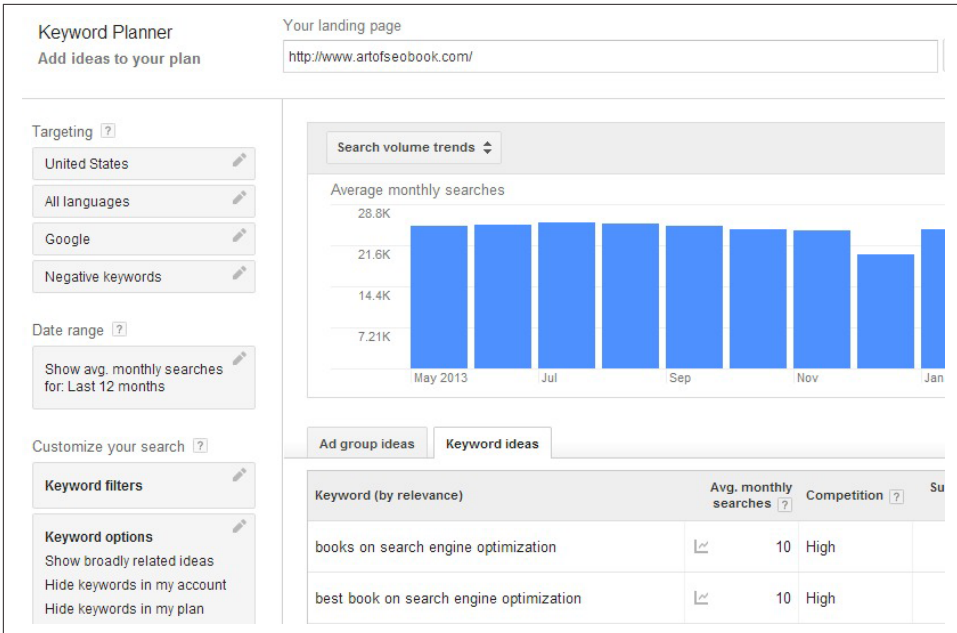 Keyword Planner
Add ideas to your plan
Your landing page
http://www.artofseobook.com/
Targeting ?
United States
All languages
Google
Negative keywords
Date range ?
Show avg. monthly searches
for: Last 12 months
Customize your search ?
Keyword filters
Keyword options
Show broadly related ideas
Hide keywords in my account
Hide keywords in my plan
Search volume trends
Average monthly searches
28.8K
21.6K
14.4K
7.21K
May 2013 Jul Sep Nov Jan
Ad group ideas Keyword ideas
Keyword (by relevance) Avg. monthly searches ? Competition ? Su
books on search engine optimization 10 High
best book on search engine optimization 10 High